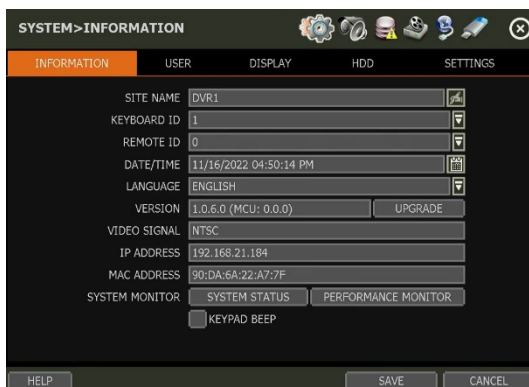 SYSTEM>INFORMATION
INFORMATION USER DISPLAY HDD SETTINGS
SITE NAME DVR1
KEYBOARD ID 1
REMOTE ID 0
DATE/TIME 11/16/2022 04:50:14 PM
LANGUAGE ENGLISH
VERSION 1.0.6.0 (MCU: 0.0.0) UPGRADE
VIDEO SIGNAL NTSC
IP ADDRESS 192.168.21.184
MAC ADDRESS 90:DA:6A:22:A7:7F
SYSTEM MONITOR SYSTEM STATUS PERFORMANCE MONITOR
KEYPAD BEEP
HELP SAVE CANCEL